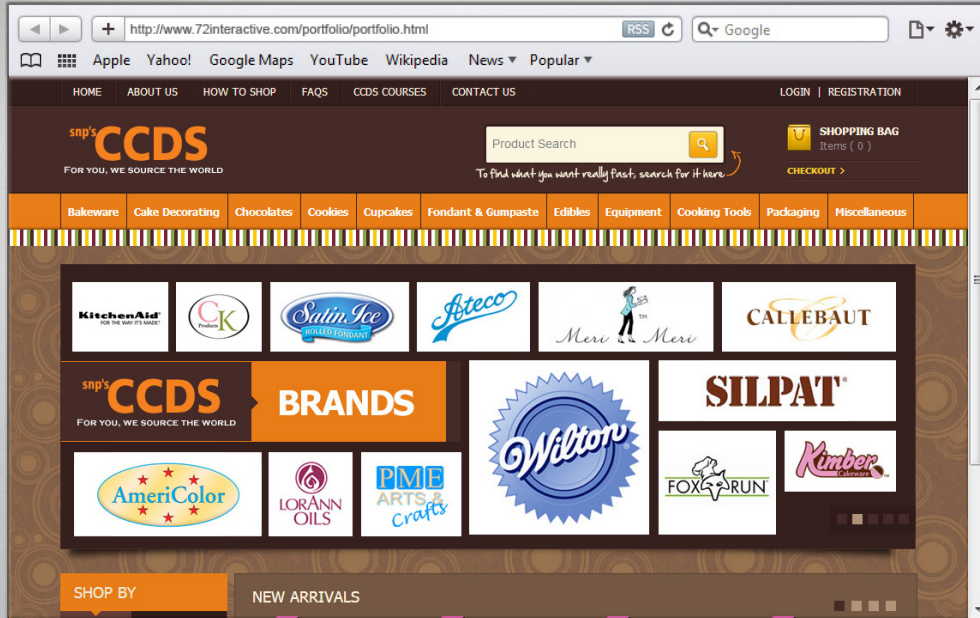 http://www.72interactive.com/portfolio/portfolio.html RSS Google
Apple Yahoo! Google Maps YouTube Wikipedia News Popular
HOME ABOUT US HOW TO SHOP FAQS CCDS COURSES CONTACT US LOGIN | REGISTRATION
snp's CCDS
FOR YOU, WE SOURCE THE WORLD
Product Search
To find what you want really fast, search for it here
SHOPPING BAG
Items ( 0 )
CHECKOUT >
Bakeware Cake Decorating Chocolates Cookies Cupcakes Fondant & Gumpaste Edibles Equipment Cooking Tools Packaging Miscellaneous
KitchenAid
FOR THE WAY IT'S MADE.
CK
Products
Satin Ice
ROLLED FONDANT
Ateco
Meri Meri
TM
CALLEBAUT
snp's CCDS
FOR YOU, WE SOURCE THE WORLD
BRANDS
Wilton
SILPAT
AmeriColor
LORANN
OILS
PME
ARTS &
Crafts
FOX RUN
Kimber
Cakeware
SHOP BY
NEW ARRIVALS